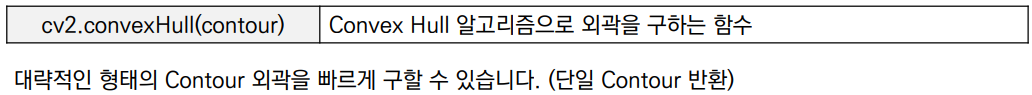 cv2.convexHull(contour) Convex Hull 알고리즘으로 외곽을 구하는 함수
대략적인 형태의 Contour 외곽을 빠르게 구할 수 있습니다. (단일 Contour 반환)